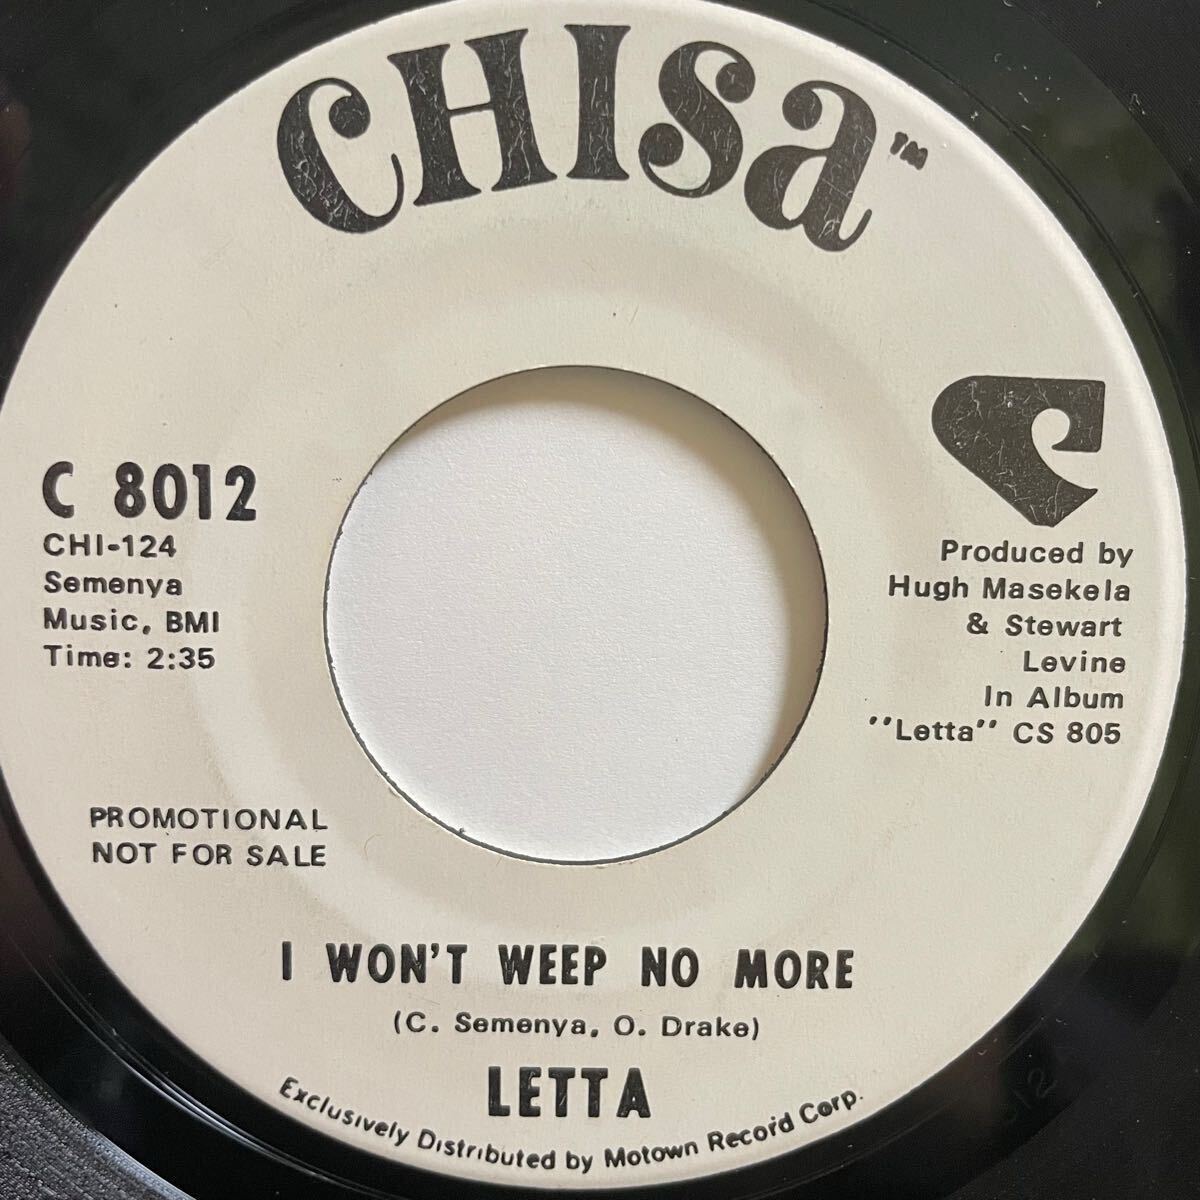 CHISA™
C 8012
CHI-124
Semenya
Music, BMI
Time: 2:35
Produced by
Hugh Masekela
& Stewart
Levine
In Album
"Letta" CS 805
PROMOTIONAL
NOT FOR SALE
I WON'T WEEP NO MORE
(C. Semenya, O. Drake)
LETTA
Exclusively Distributed by Motown Record Corp.